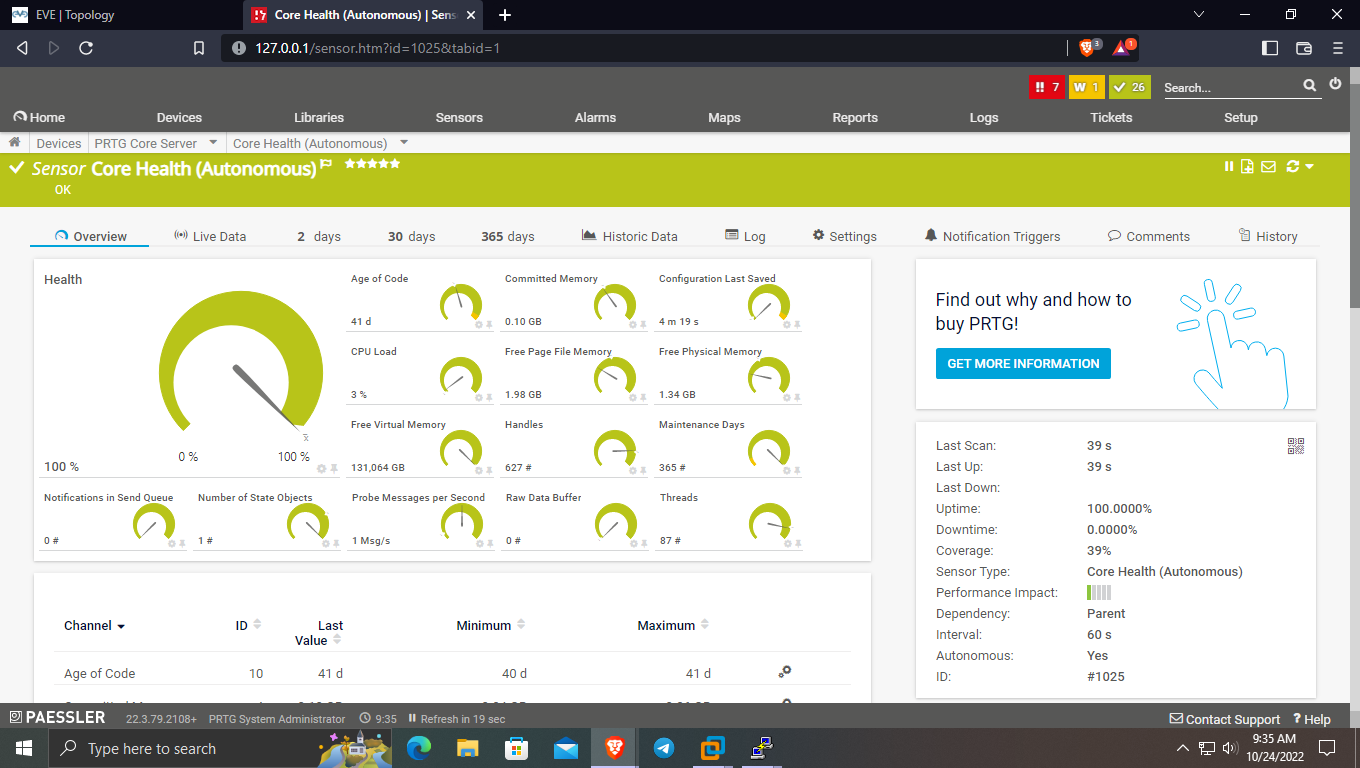 EVE | Topology
Core Health (Autonomous) | Sens
127.0.0.1/sensor.htm?id=1025&tabid=1
3
1
7
W 1
26
Search...
Home
Devices
Libraries
Sensors
Alarms
Maps
Reports
Logs
Tickets
Setup
Devices
PRTG Core Server
Core Health (Autonomous)
Sensor Core Health (Autonomous)
OK
Overview
Live Data
2 days
30 days
365 days
Historic Data
Log
Settings
Notification Triggers
Comments
History
Health
100 %
0 %
100 %
Age of Code
41 d
Committed Memory
0.10 GB
Configuration Last Saved
4 m 19 s
CPU Load
3 %
Free Page File Memory
1.98 GB
Free Physical Memory
1.34 GB
Free Virtual Memory
131,064 GB
Handles
627 #
Maintenance Days
365 #
Notifications in Send Queue
0 #
Number of State Objects
1 #
Probe Messages per Second
1 Msg/s
Raw Data Buffer
0 #
Threads
87 #
Find out why and how to
buy PRTG!
GET MORE INFORMATION
Last Scan: 39 s
Last Up: 39 s
Last Down:
Uptime: 100.0000%
Downtime: 0.0000%
Coverage: 39%
Sensor Type: Core Health (Autonomous)
Performance Impact:
Dependency: Parent
Interval: 60 s
Autonomous: Yes
ID: #1025
Channel ID Last Value Minimum Maximum
Age of Code 10 41 d 40 d 41 d
PAESSLER 22.3.79.2108+ PRTG System Administrator 9:35 Refresh in 19 sec
Contact Support ? Help
Type here to search
9:35 AM
10/24/2022